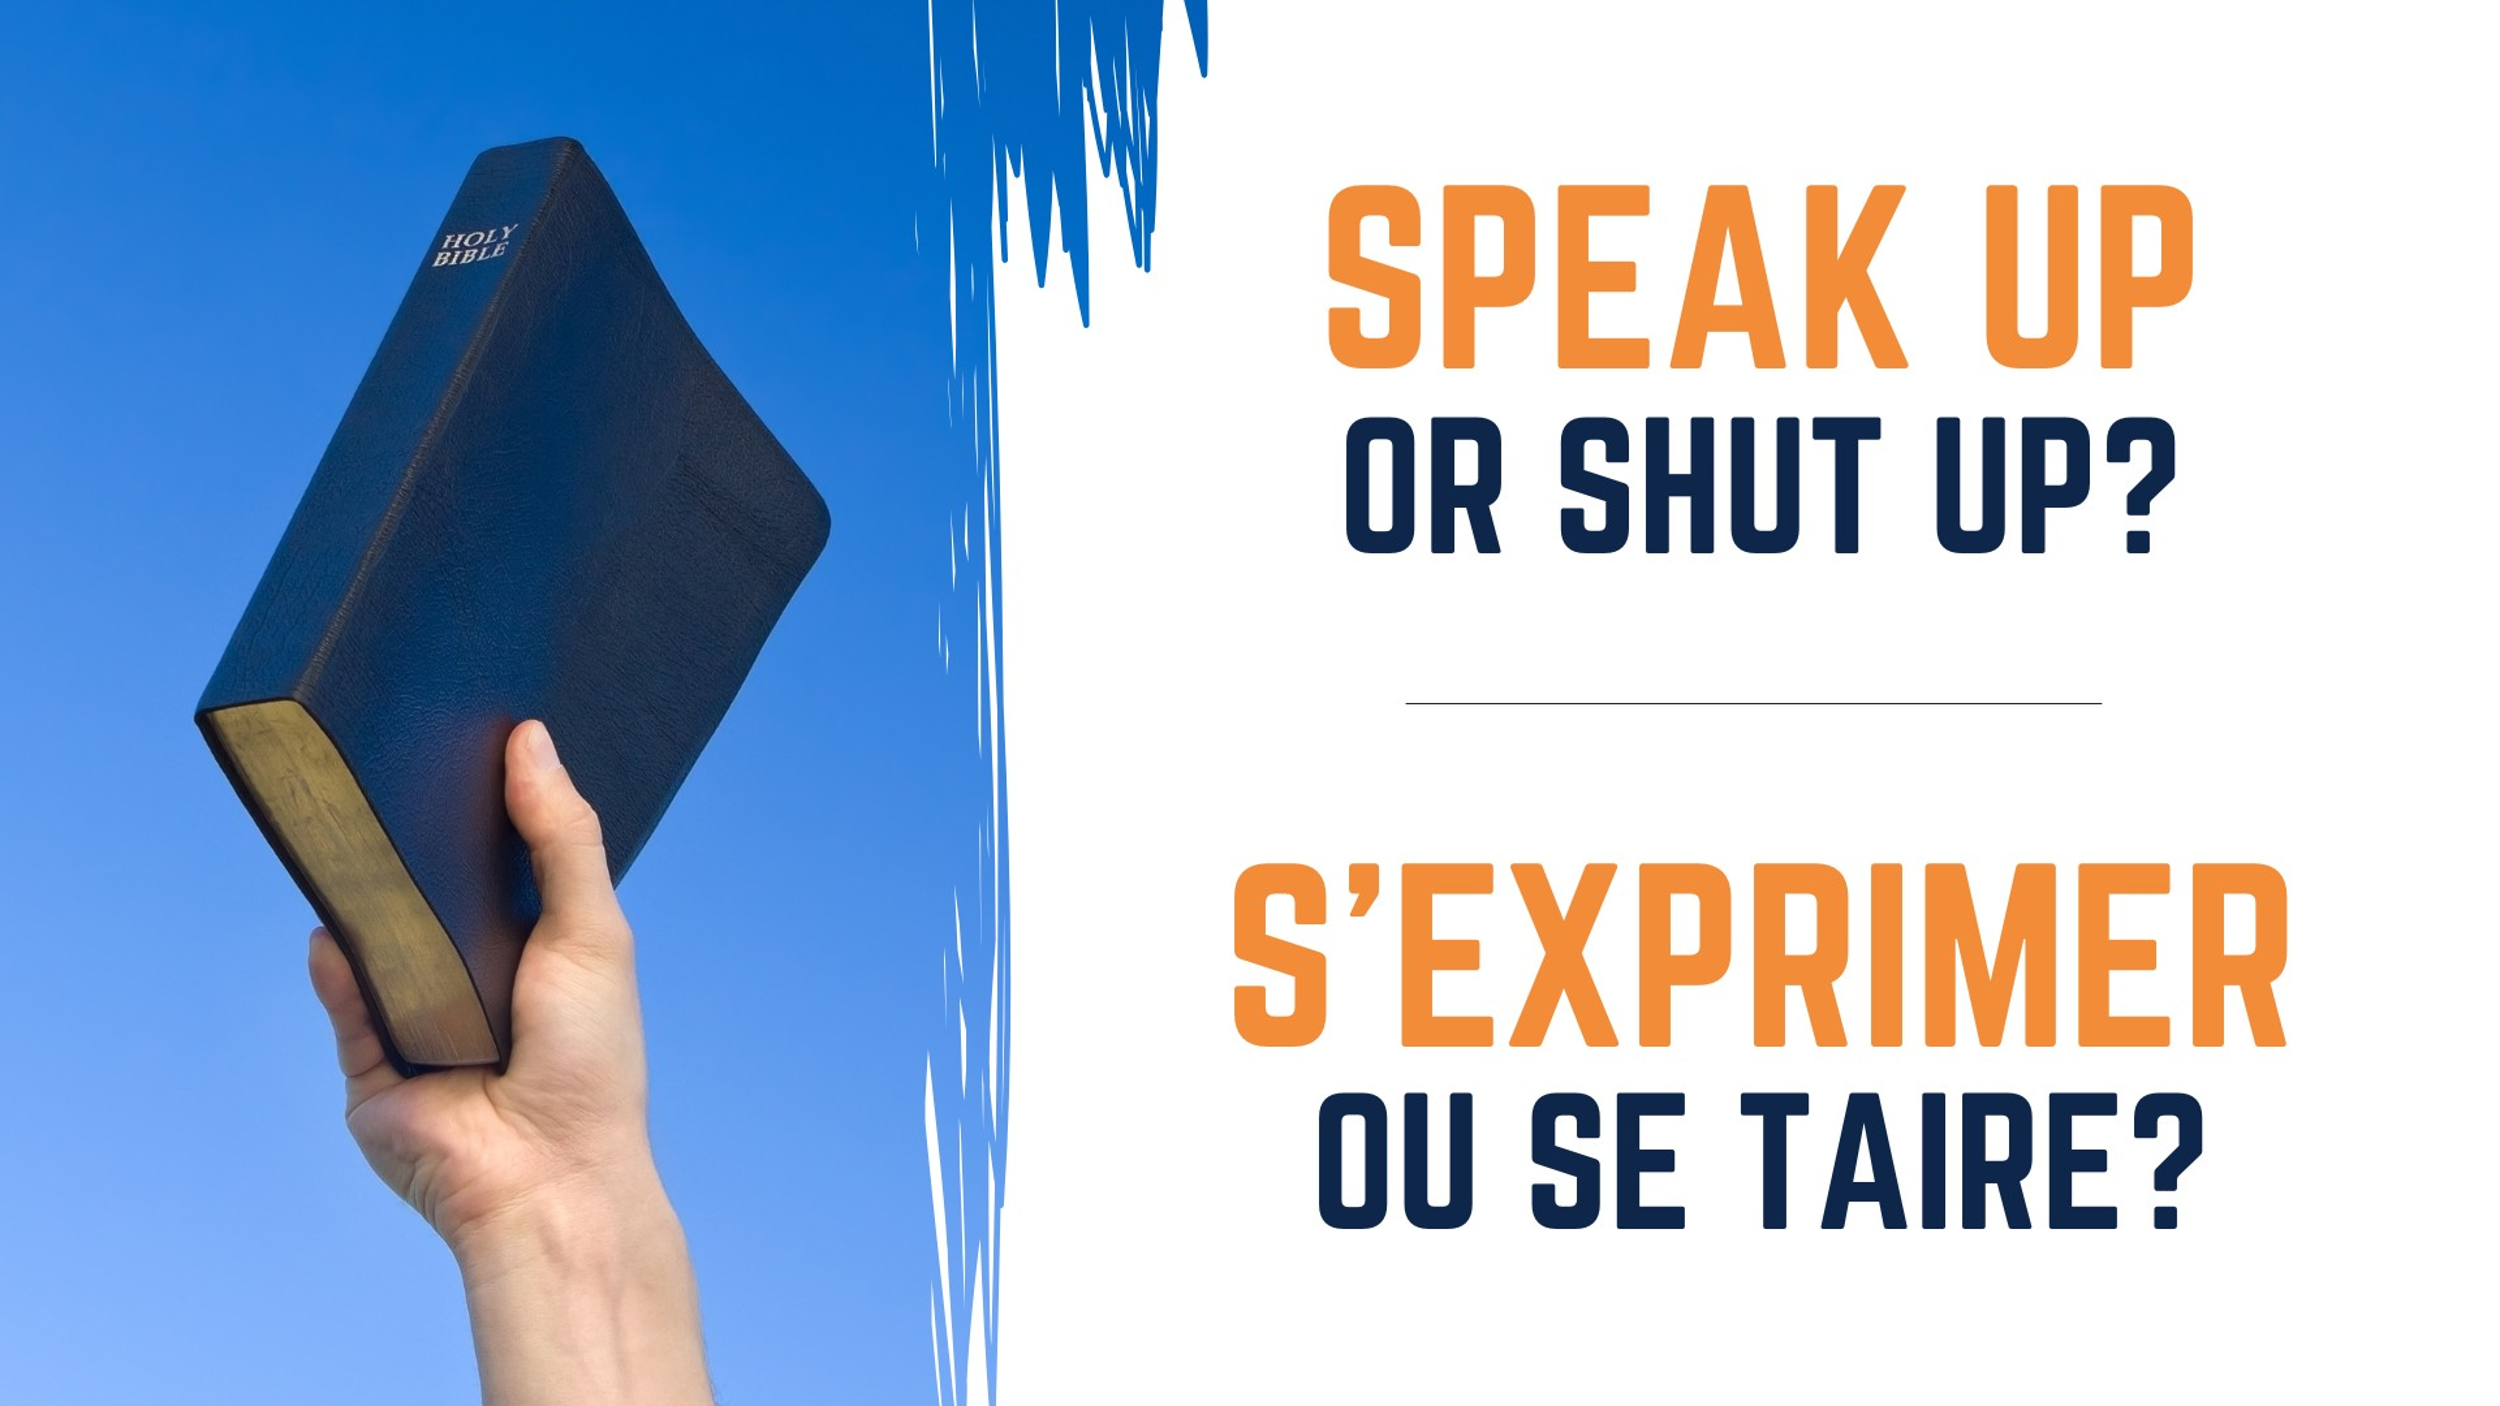 HOLY
BIBLE
SPEAK UP
OR SHUT UP?
S’EXPRIMER
OU SE TAIRE?